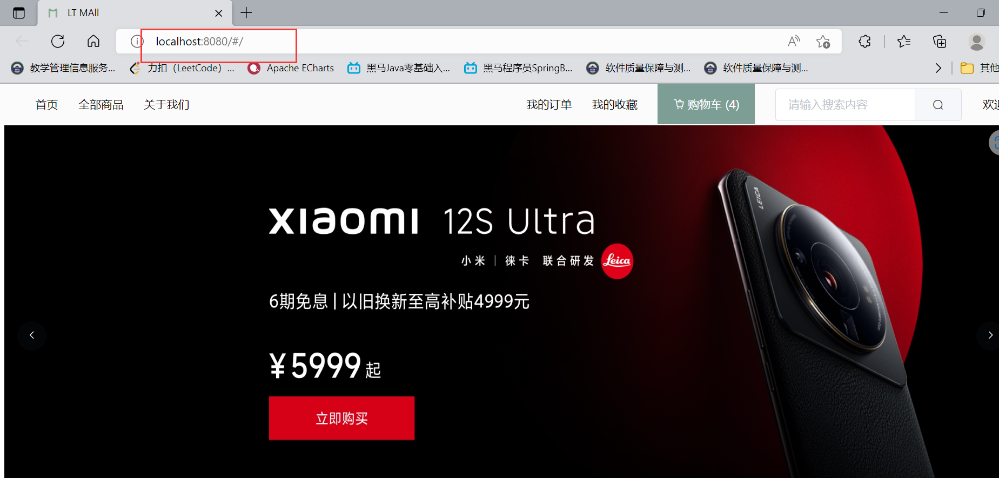 LT MAll
localhost:8080/#/
教学管理信息服务... 力扣（LeetCode）... Apache ECharts 黑马Java零基础入... 黑马程序员SpringB... 软件质量保障与测... 软件质量保障与测... 其他
首页 全部商品 关于我们 我的订单 我的收藏 购物车 (4) 请输入搜索内容 欢迎
xiaomi 12S Ultra
小米 | 徕卡 联合研发 Leica
6期免息 | 以旧换新至高补贴4999元
¥5999起
立即购买
LEICA